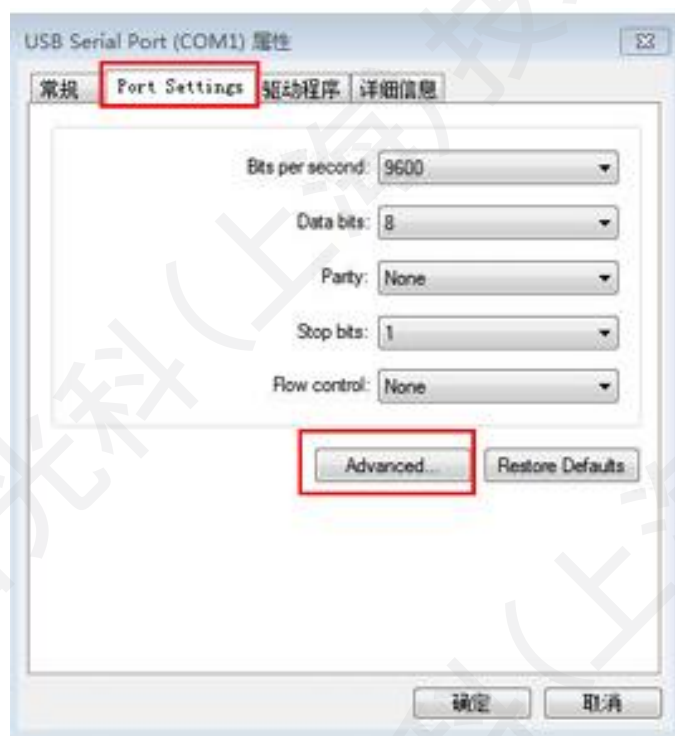 USB Serial Port (COM1) 属性
常规 Port Settings 驱动程序 详细信息
Bits per second: 9600
Data bits: 8
Parity: None
Stop bits: 1
Flow control: None
Advanced... Restore Defaults
确定 取消